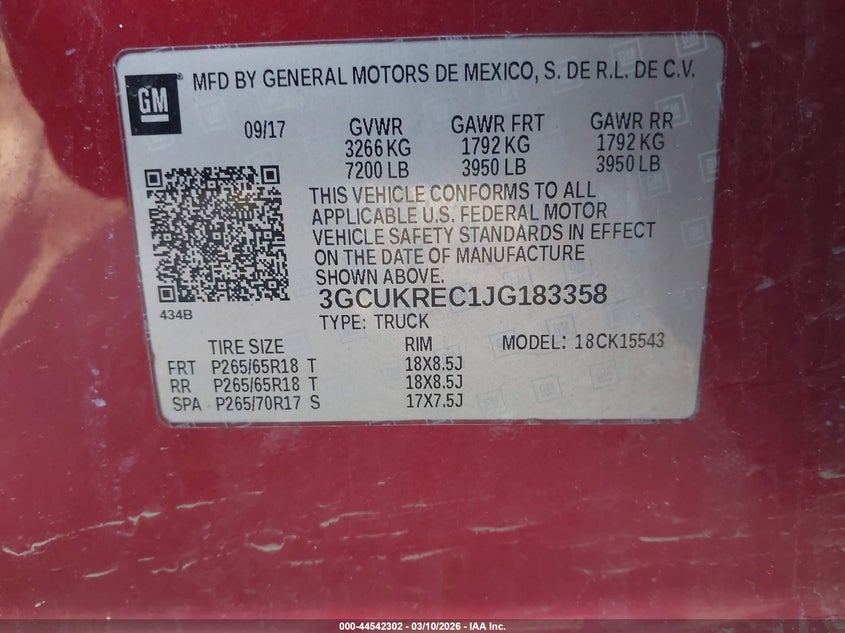 GM
MFD BY GENERAL MOTORS DE MEXICO, S. DE R.L. DE C.V.
09/17 GVWR GAWR FRT GAWR RR
3266 KG 1792 KG 1792 KG
7200 LB 3950 LB 3950 LB
THIS VEHICLE CONFORMS TO ALL
APPLICABLE U.S. FEDERAL MOTOR
VEHICLE SAFETY STANDARDS IN EFFECT
ON THE DATE OF MANUFACTURE
SHOWN ABOVE.
434B
3GCUKREC1JG183358
TYPE: TRUCK
TIRE SIZE RIM MODEL: 18CK15543
FRT P265/65R18 T 18X8.5J
RR P265/65R18 T 18X8.5J
SPA P265/70R17 S 17X7.5J
000-44542302 - 03/10/2026 - IAA Inc.